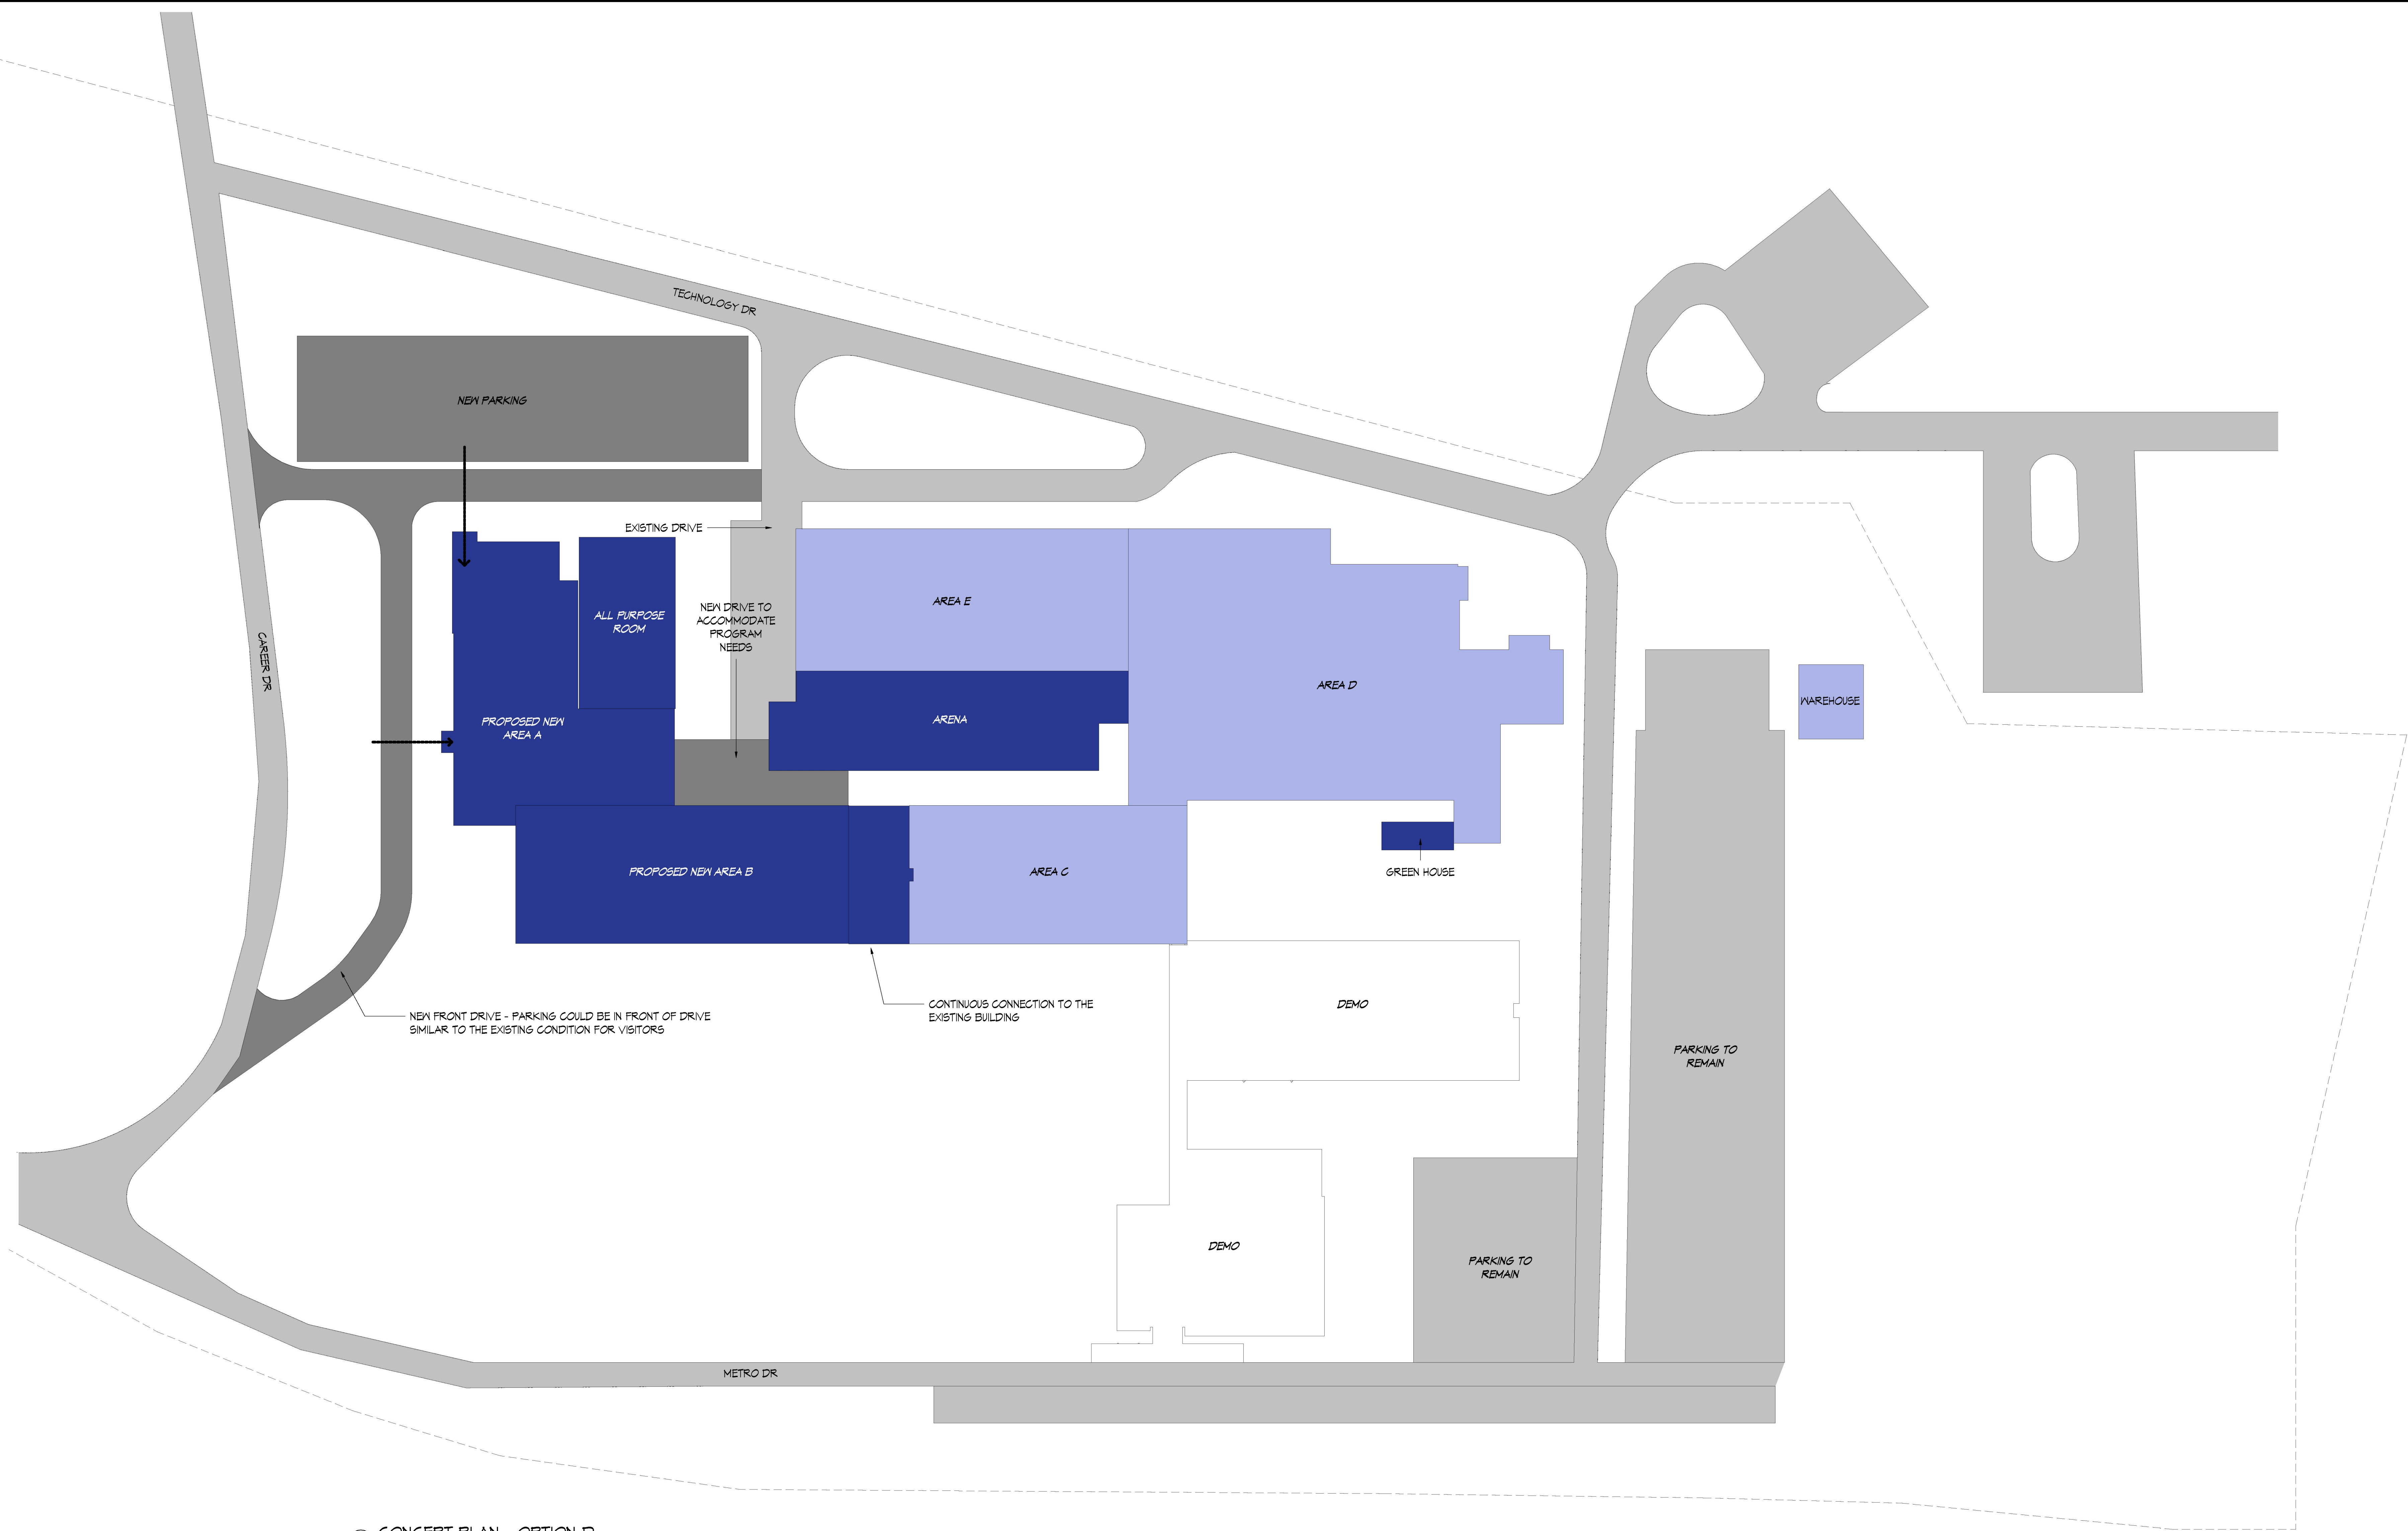 TECHNOLOGY DR
NEW PARKING
EXISTING DRIVE
ALL PURPOSE
ROOM
NEW DRIVE TO
ACCOMMODATE
PROGRAM
NEEDS
AREA E
CAREER DR
AREA D
WAREHOUSE
PROPOSED NEW
AREA A
ARENA
PROPOSED NEW AREA B
AREA C
GREEN HOUSE
NEW FRONT DRIVE - PARKING COULD BE IN FRONT OF DRIVE
SIMILAR TO THE EXISTING CONDITION FOR VISITORS
CONTINUOUS CONNECTION TO THE
EXISTING BUILDING
DEMO
PARKING TO
REMAIN
DEMO
PARKING TO
REMAIN
METRO DR
CONCEPT PLAN - OPTION